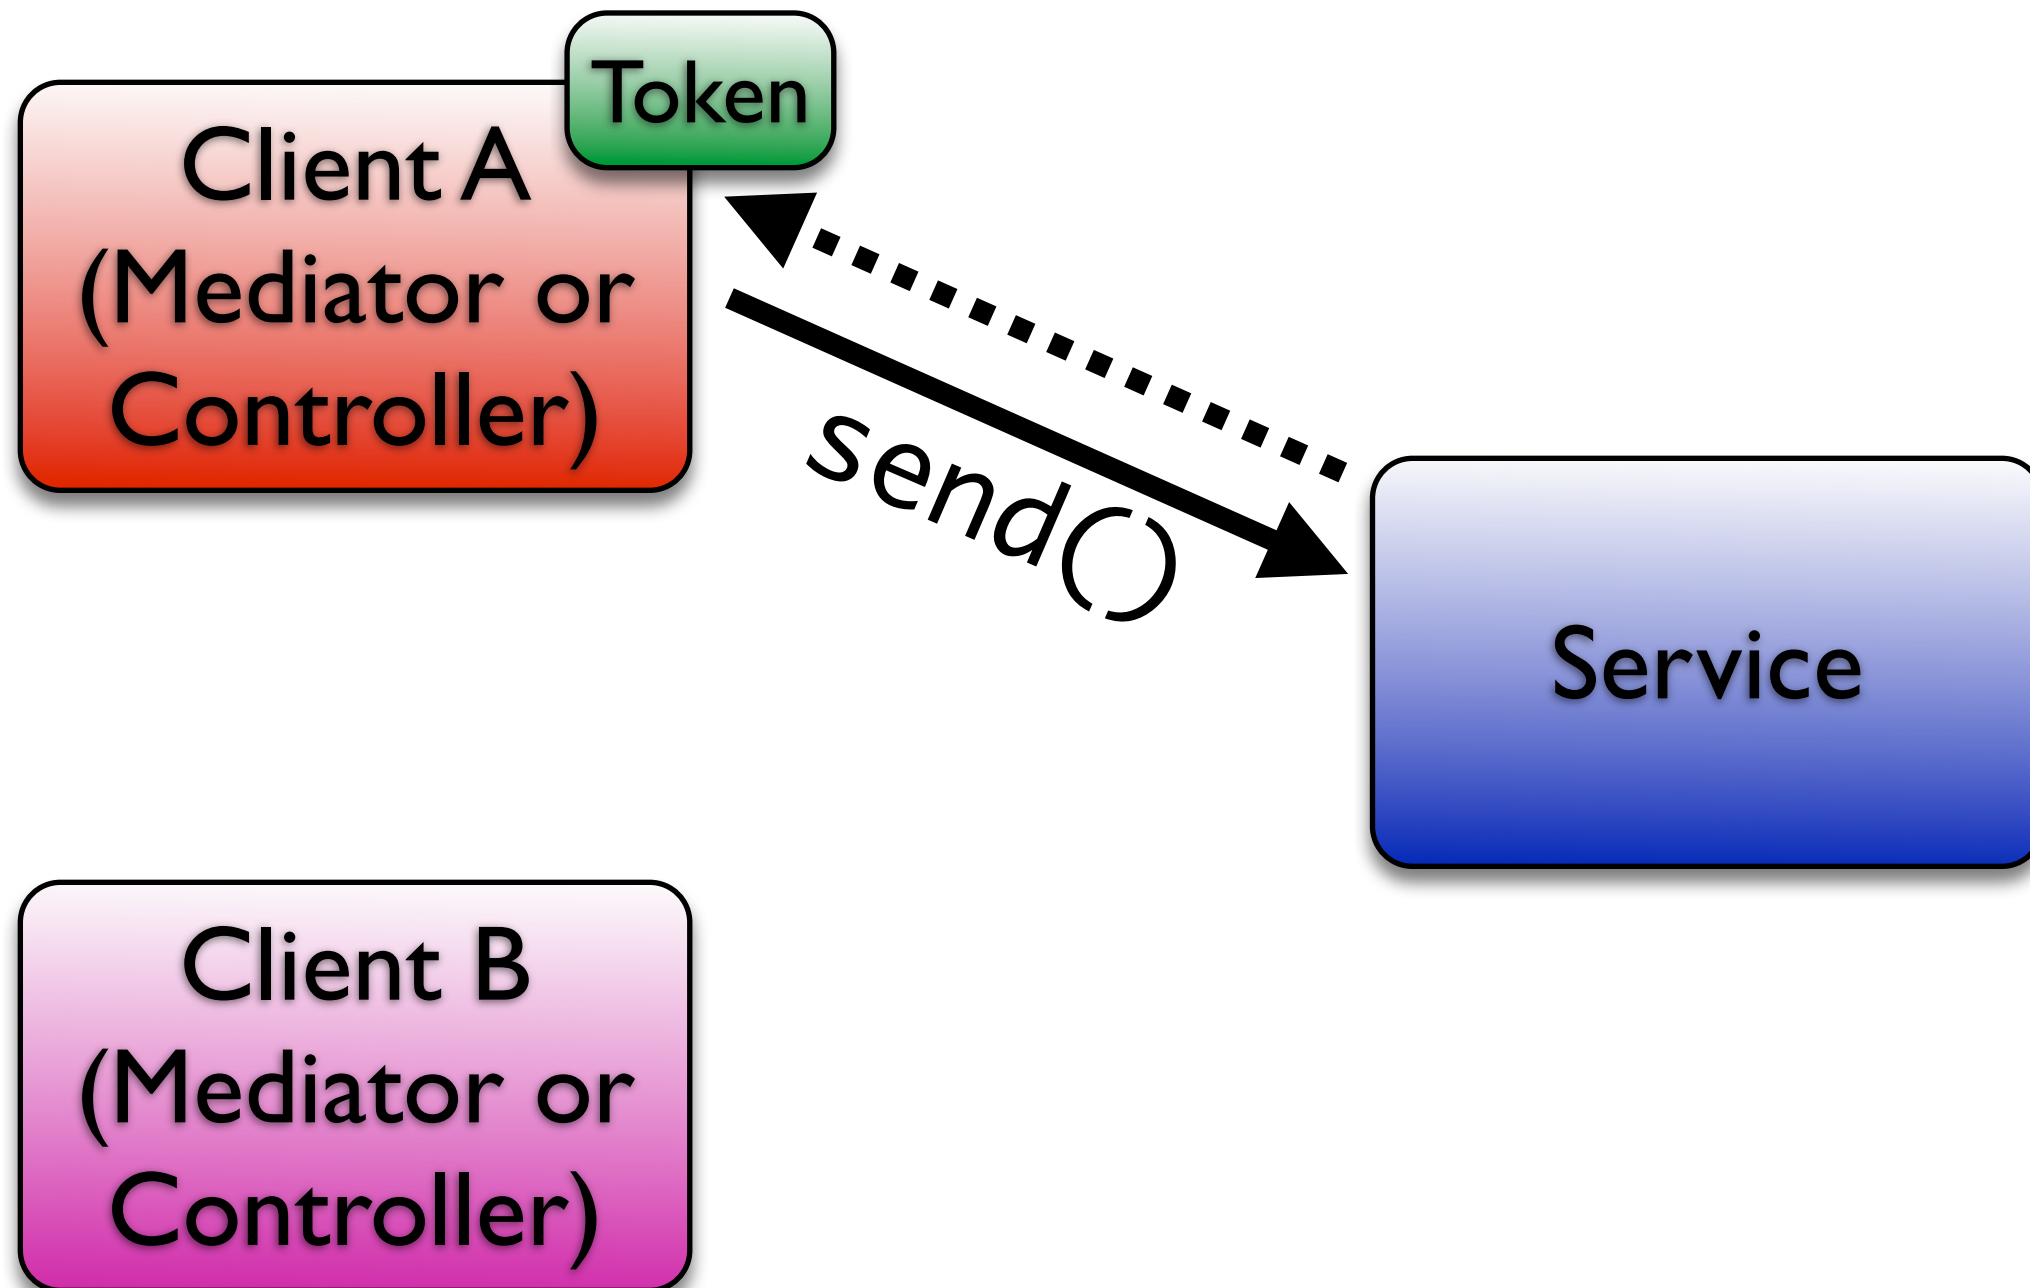 Token
Client A
(Mediator or
Controller)
send()
Service
Client B
(Mediator or
Controller)